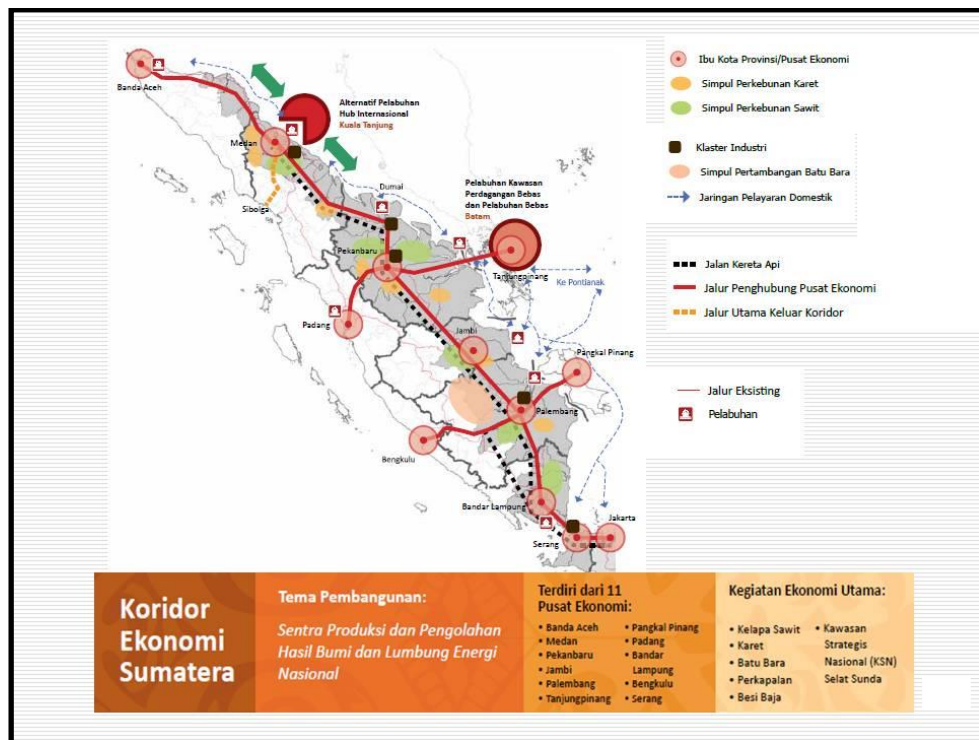 Banda Aceh
Alternatif Pelabuhan
Hub Internasional
Kuala Tanjung
Medan
Sibolga
Dumai
Pelabuhan Kawasan
Perdagangan Bebas
dan Pelabuhan Bebas
Batam
Pekanbaru
Tanjungpinang
Ke Pontianak
Padang
Jambi
Pangkal Pinang
Palembang
Bengkulu
Bandar Lampung
Serang
Jakarta
Ibu Kota Provinsi/Pusat Ekonomi
Simpul Perkebunan Karet
Simpul Perkebunan Sawit
Klaster Industri
Simpul Pertambangan Batu Bara
Jaringan Pelayaran Domestik
Jalan Kereta Api
Jalur Penghubung Pusat Ekonomi
Jalur Utama Keluar Koridor
Jalur Eksisting
Pelabuhan
Koridor
Ekonomi
Sumatera
Tema Pembangunan:
Sentra Produksi dan Pengolahan
Hasil Bumi dan Lumbung Energi
Nasional
Terdiri dari 11
Pusat Ekonomi:
• Banda Aceh
• Medan
• Pekanbaru
• Jambi
• Palembang
• Tanjungpinang
• Pangkal Pinang
• Padang
• Bandar
Lampung
• Bengkulu
• Serang
Kegiatan Ekonomi Utama:
• Kelapa Sawit
• Karet
• Batu Bara
• Perkapalan
• Besi Baja
• Kawasan
Strategis
Nasional (KSN)
Selat Sunda